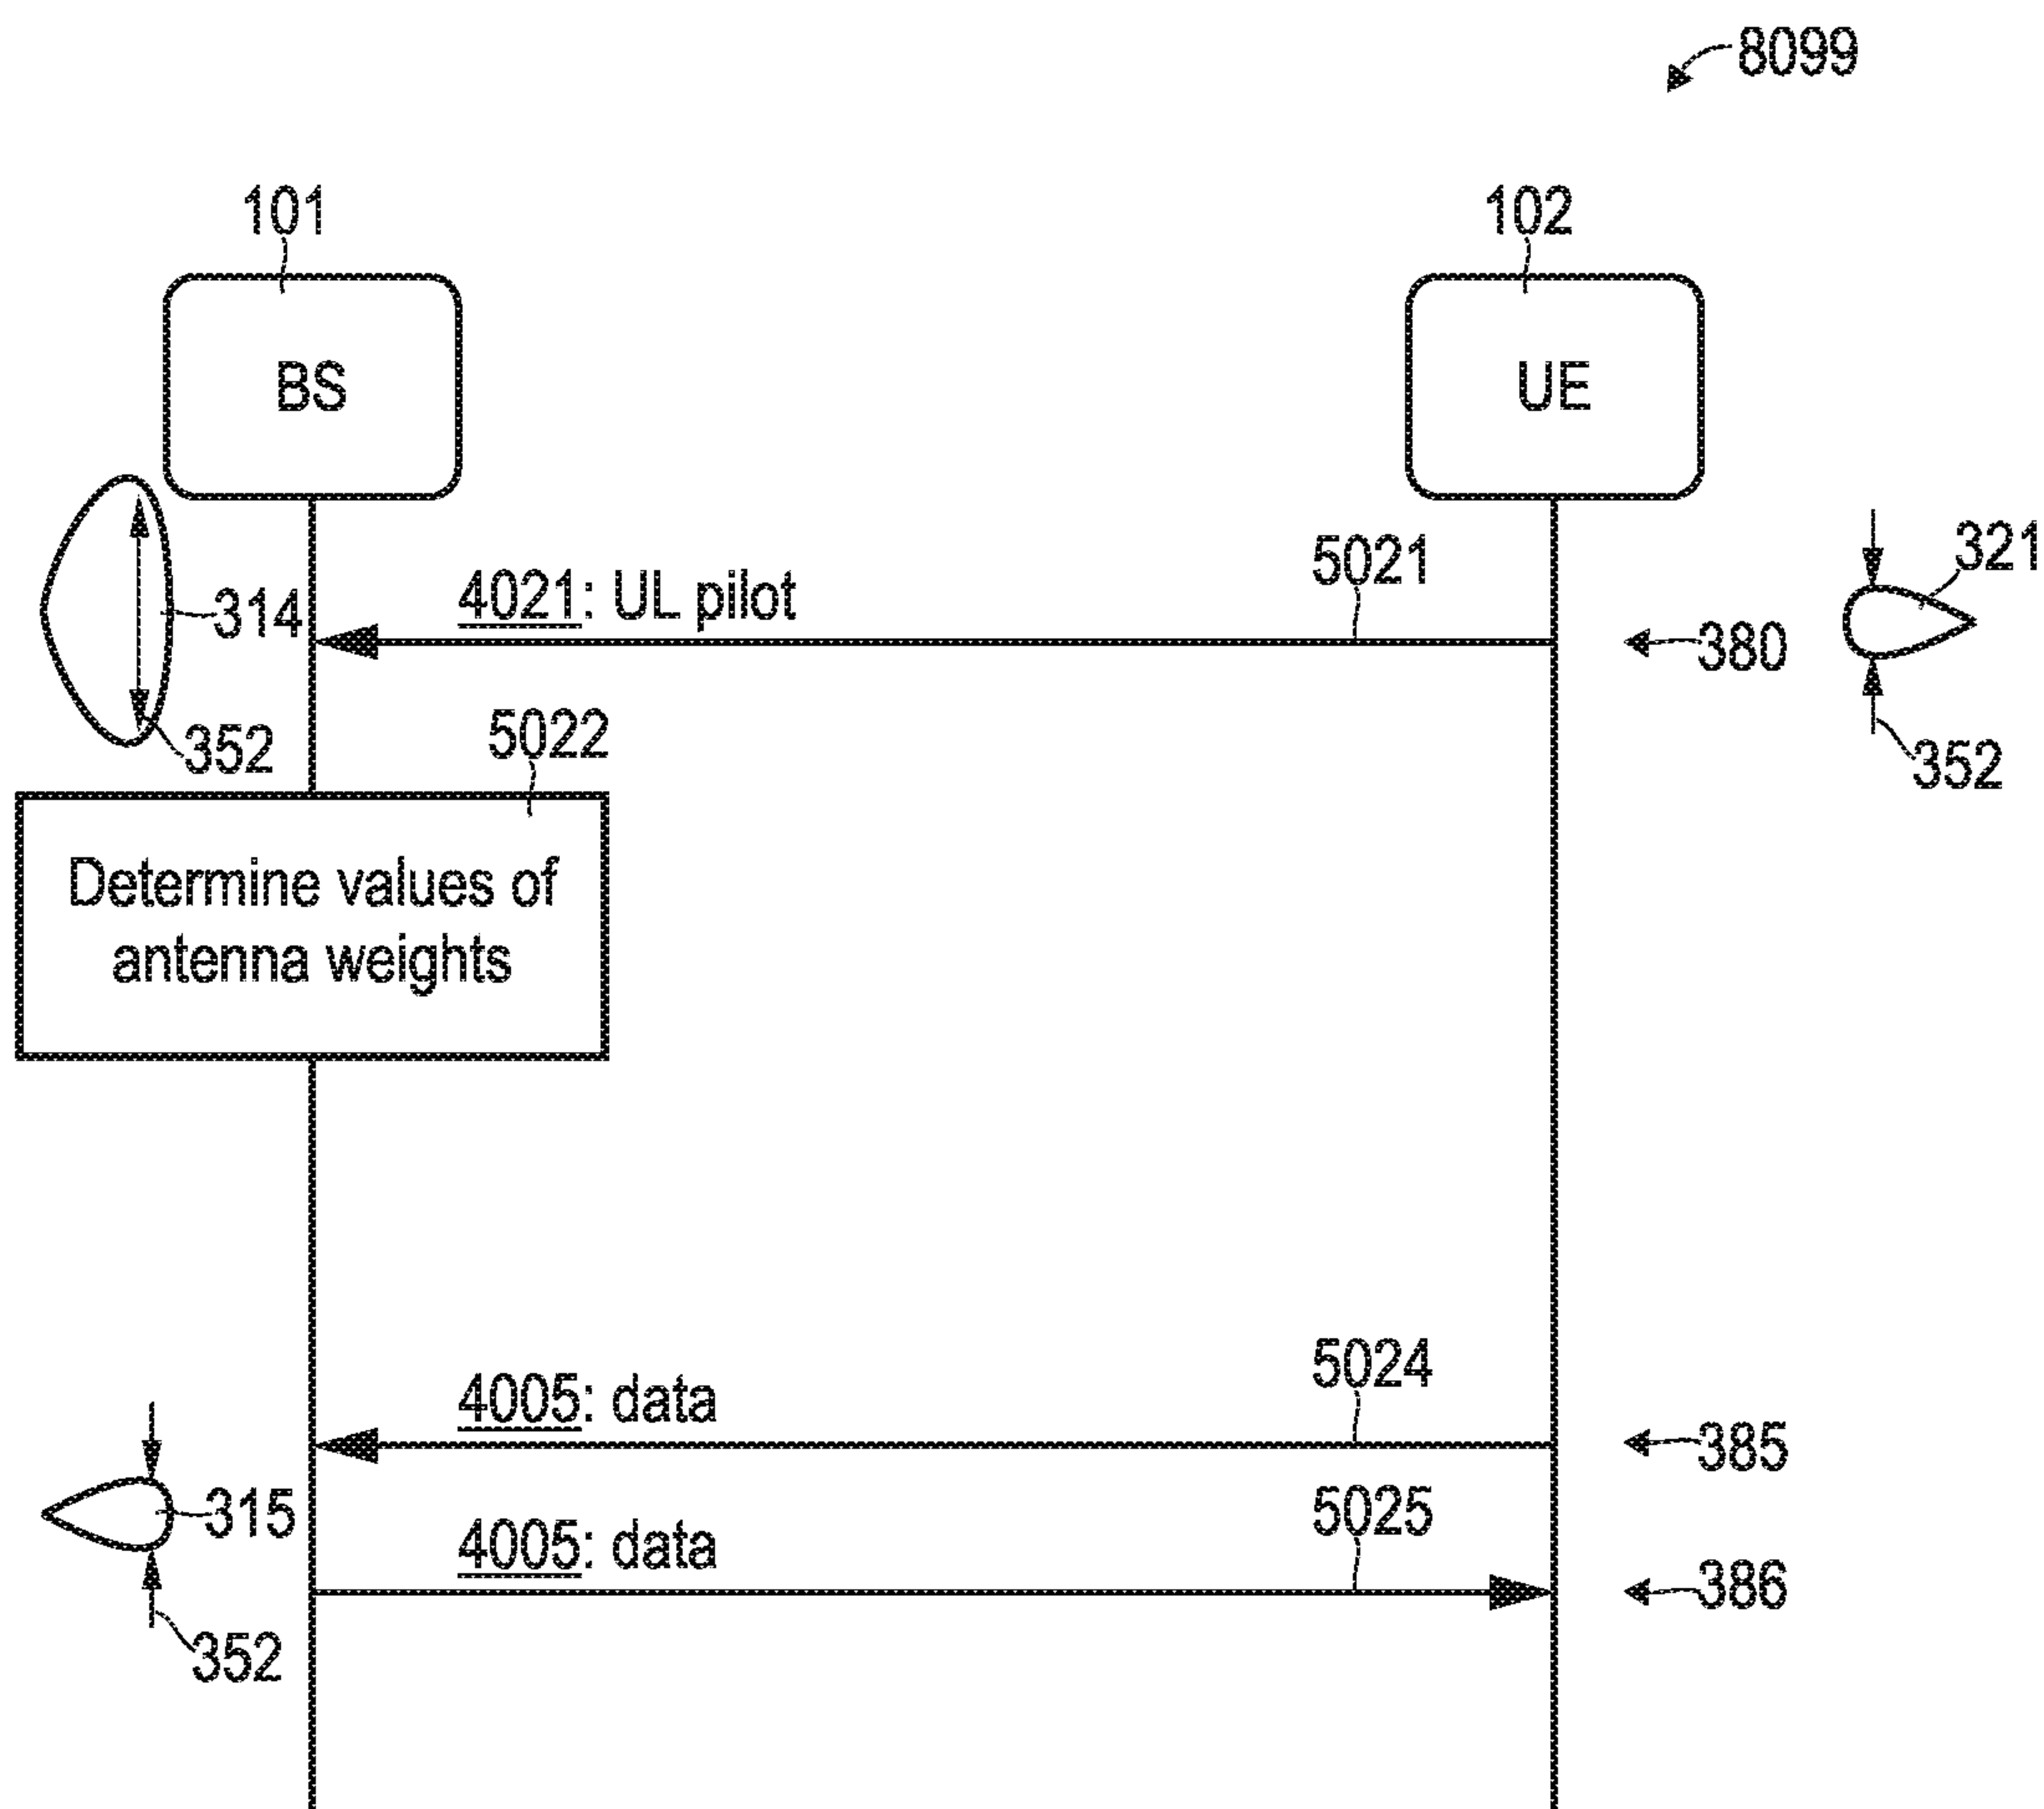 8099
101
102
BS
UE
314
352
4021: UL pilot
5021
380
321
352
5022
Determine values of
antenna weights
4005: data
5024
385
315
352
4005: data
5025
386